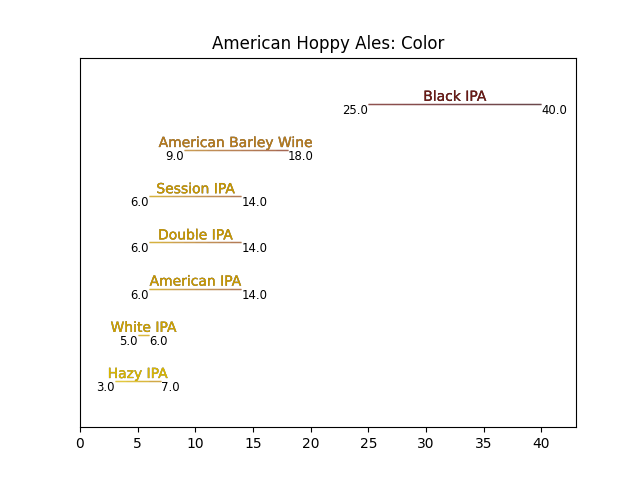 American Hoppy Ales: Color
Black IPA
25.0 40.0
American Barley Wine
9.0 18.0
Session IPA
6.0 14.0
Double IPA
6.0 14.0
American IPA
6.0 14.0
White IPA
5.0 6.0
Hazy IPA
3.0 7.0
0 5 10 15 20 25 30 35 40